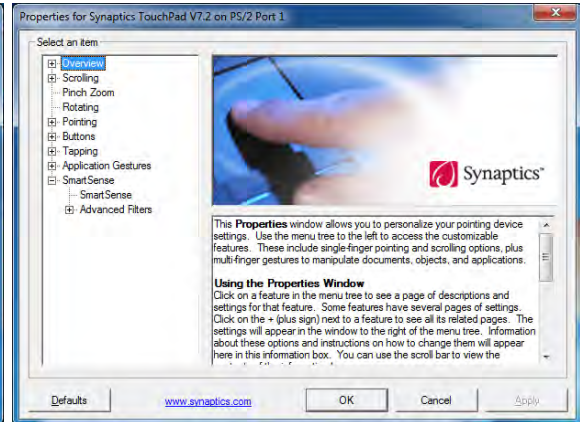 Properties for Synaptics TouchPad V7.2 on PS/2 Port 1
Select an item
Overview
Scrolling
Pinch Zoom
Rotating
Pointing
Buttons
Tapping
Application Gestures
SmartSense
SmartSense
Advanced Filters
Synaptics™
This Properties window allows you to personalize your pointing device
settings. Use the menu tree to the left to access the customizable
features. These include single-finger pointing and scrolling options, plus
multi-finger gestures to manipulate documents, objects, and applications.
Using the Properties Window
Click on a feature in the menu tree to see a page of descriptions and
settings for that feature. Some features have several pages of settings.
Click on the + (plus sign) next to a feature to see all its related pages. The
settings will appear in the window to the right of the menu tree. Information
about these options and instructions on how to change them will appear
here in this information box. You can use the scroll bar to view the
Defaults
www.synaptics.com
OK
Cancel
Apply